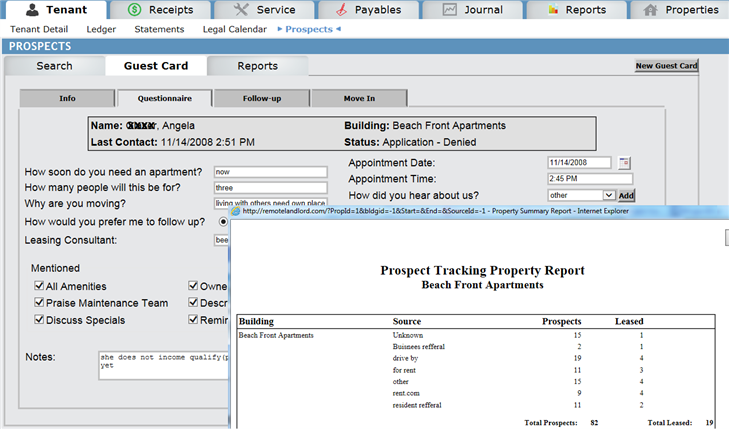 Tenant Receipts Service Payables Journal Reports Properties
Tenant Detail Ledger Statements Legal Calendar Prospects
PROSPECTS
Search Guest Card Reports
New Guest Card
Info Questionnaire Follow-up Move In
Name: Angela Building: Beach Front Apartments
Last Contact: 11/14/2008 2:51 PM Status: Application - Denied
How soon do you need an apartment? now Appointment Date: 11/14/2008
How many people will this be for? three Appointment Time: 2:45 PM
Why are you moving? living with others need own place How did you hear about us? other Add
How would you prefer me to follow up?
Leasing Consultant: bee
Mentioned
All Amenities Owne
Praise Maintenance Team Descr
Discuss Specials Remin
Notes: she does not income qualify(p
yet
http://remotelandlord.com/?PropId=1&bldgid=-1&Start=&End=&SourceId=-1 - Property Summary Report - Internet Explorer
Prospect Tracking Property Report
Beach Front Apartments
Building Source Prospects Leased
Beach Front Apartments Unknown 15 1
Buisnees refferal 2 1
drive by 19 4
for rent 11 3
other 15 4
rent.com 9 4
resident refferal 11 2
Total Prospects: 82 Total Leased: 19